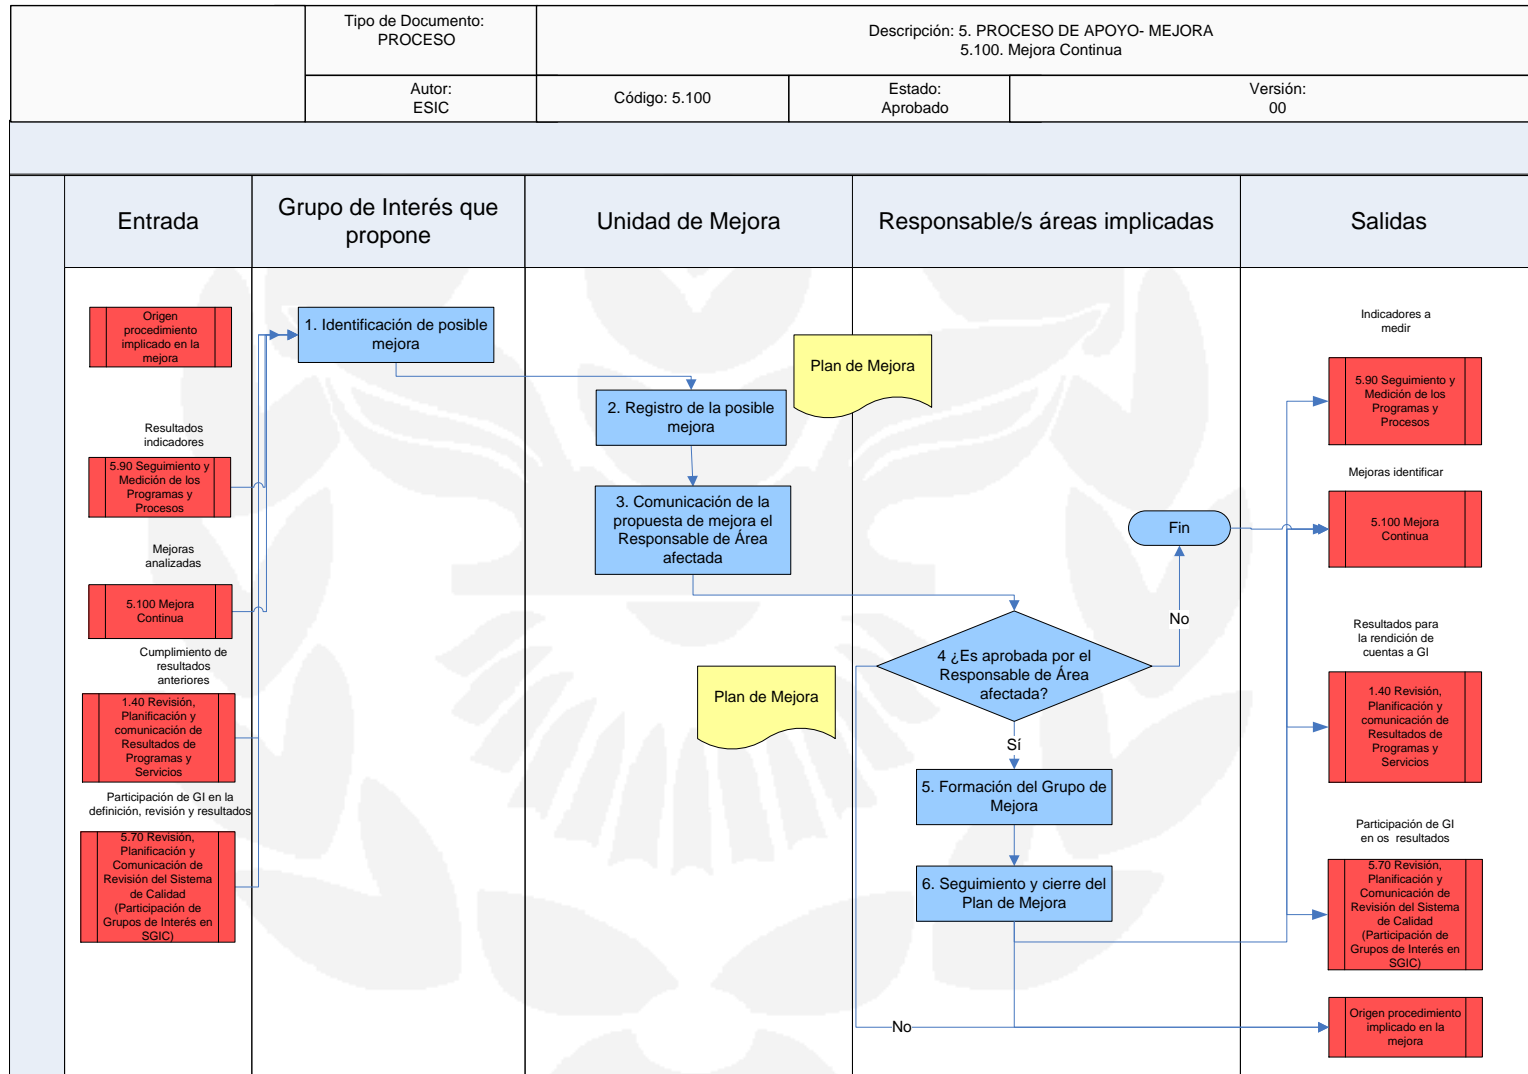 Tipo de Documento:
PROCESO
Descripción: 5. PROCESO DE APOYO- MEJORA
5.100. Mejora Continua
Autor:
ESIC
Código: 5.100
Estado:
Aprobado
Versión:
00
Entrada
Grupo de Interés que
propone
Unidad de Mejora
Responsable/s áreas implicadas
Salidas
Origen
procedimiento
implicado en la
mejora
Resultados
indicadores
5.90 Seguimiento y
Medición de los
Programas y
Procesos
Mejoras
analizadas
5.100 Mejora
Continua
Cumplimiento de
resultados
anteriores
1.40 Revisión,
Planificación y
comunicación de
Resultados de
Programas y
Servicios
Participación de GI en la
definición, revisión y resultados
5.70 Revisión,
Planificación y
Comunicación de
Revisión del Sistema
de Calidad
(Participación de
Grupos de Interés en
SGIC)
1. Identificación de posible
mejora
2. Registro de la posible
mejora
3. Comunicación de la
propuesta de mejora el
Responsable de Área
afectada
Plan de Mejora
Plan de Mejora
Fin
No
4 ¿Es aprobada por el
Responsable de Área
afectada?
Sí
5. Formación del Grupo de
Mejora
6. Seguimiento y cierre del
Plan de Mejora
No
Indicadores a
medir
5.90 Seguimiento y
Medición de los
Programas y
Procesos
Mejoras identificar
5.100 Mejora
Continua
Resultados para
la rendición de
cuentas a GI
1.40 Revisión,
Planificación y
comunicación de
Resultados de
Programas y
Servicios
Participación de GI
en os  resultados
5.70 Revisión,
Planificación y
Comunicación de
Revisión del Sistema
de Calidad
(Participación de
Grupos de Interés en
SGIC)
Origen procedimiento
implicado en la
mejora